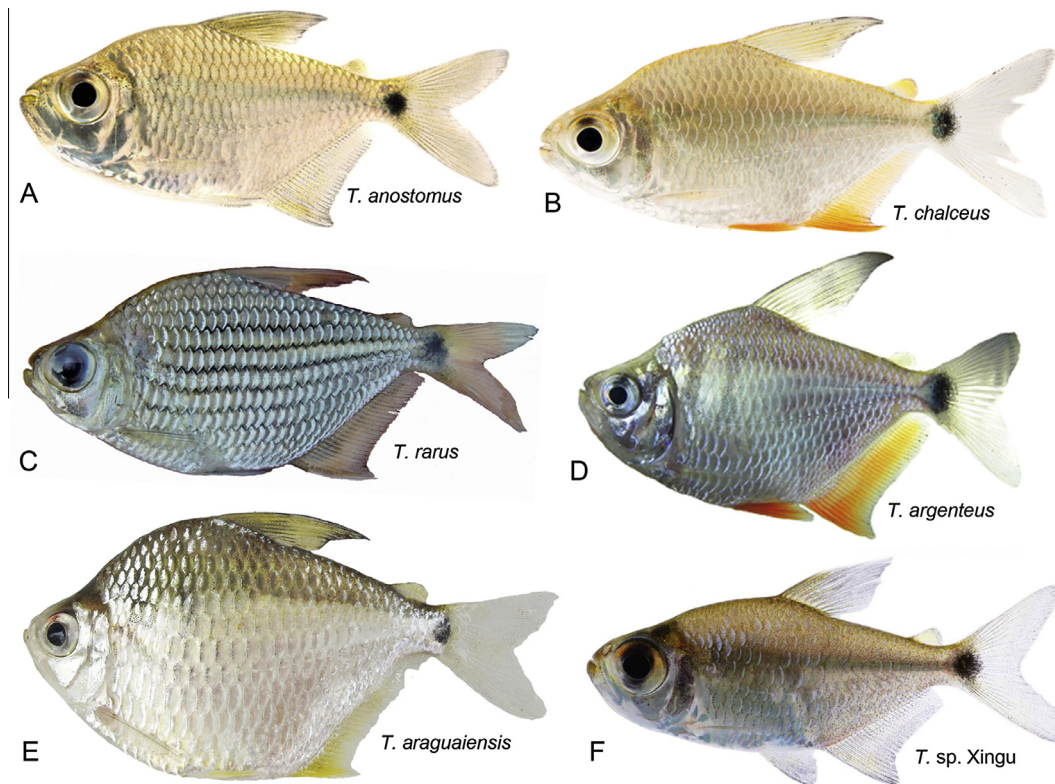 A
T. anostomus
B
T. chalceus
C
T. rarus
D
T. argenteus
E
T. araguaiensis
F
T. sp. Xingu